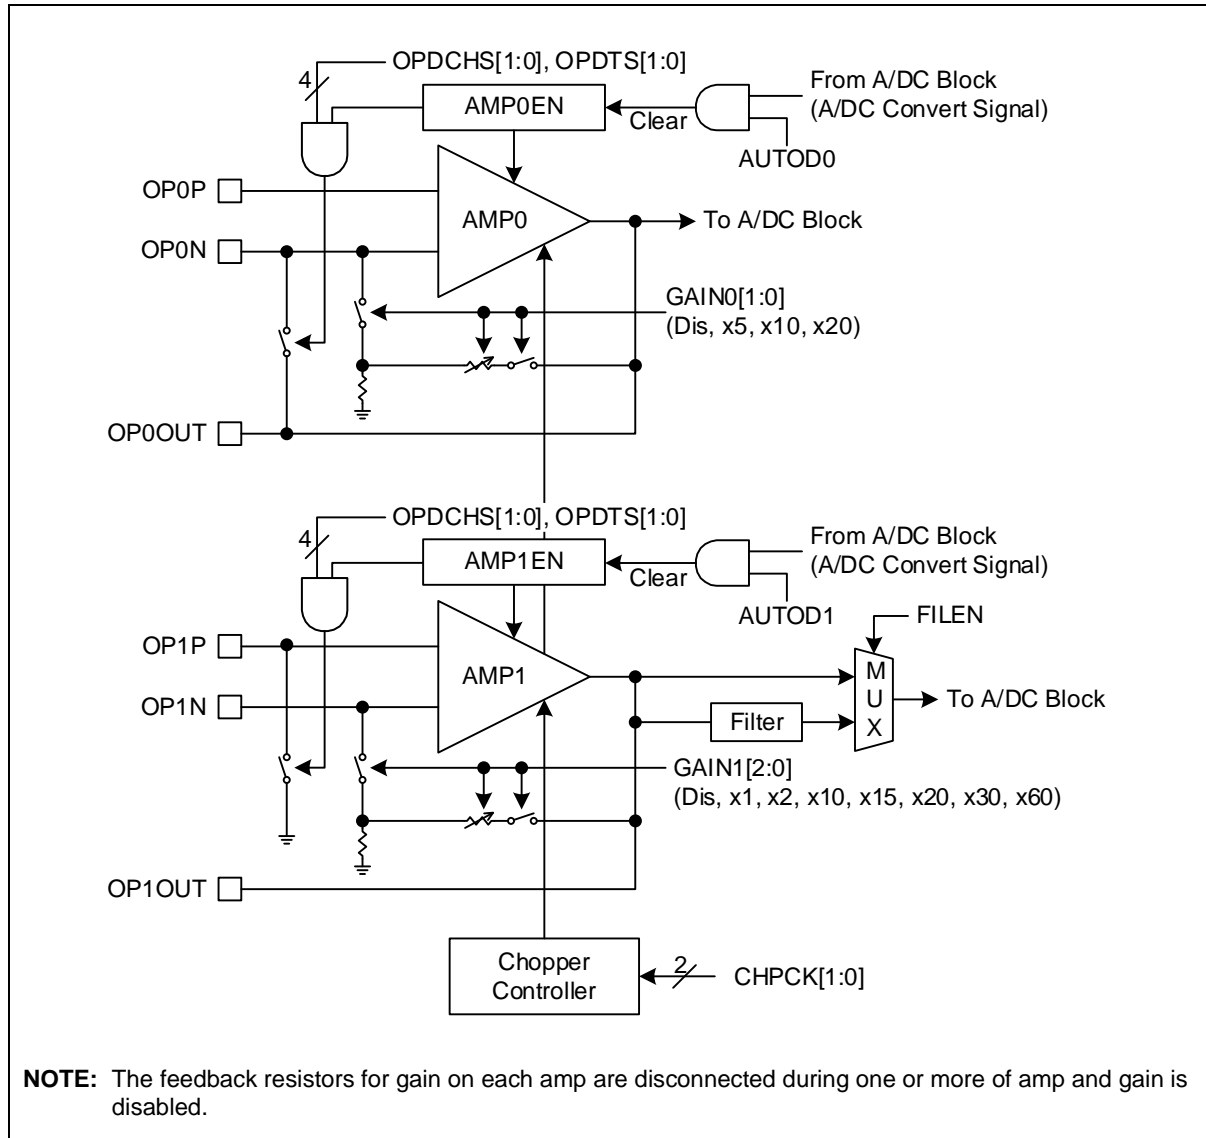 OPDCHS[1:0], OPDTS[1:0]
4
AMP0EN
Clear
From A/DC Block
(A/DC Convert Signal)
AUTOD0
OP0P
OP0N
AMP0
To A/DC Block
GAIN0[1:0]
(Dis, x5, x10, x20)
OP0OUT
OPDCHS[1:0], OPDTS[1:0]
4
AMP1EN
Clear
From A/DC Block
(A/DC Convert Signal)
AUTOD1
FILEN
OP1P
OP1N
AMP1
M
U
X
To A/DC Block
Filter
GAIN1[2:0]
(Dis, x1, x2, x10, x15, x20, x30, x60)
OP1OUT
Chopper
Controller
2
CHPCK[1:0]
NOTE: The feedback resistors for gain on each amp are disconnected during one or more of amp and gain is
disabled.